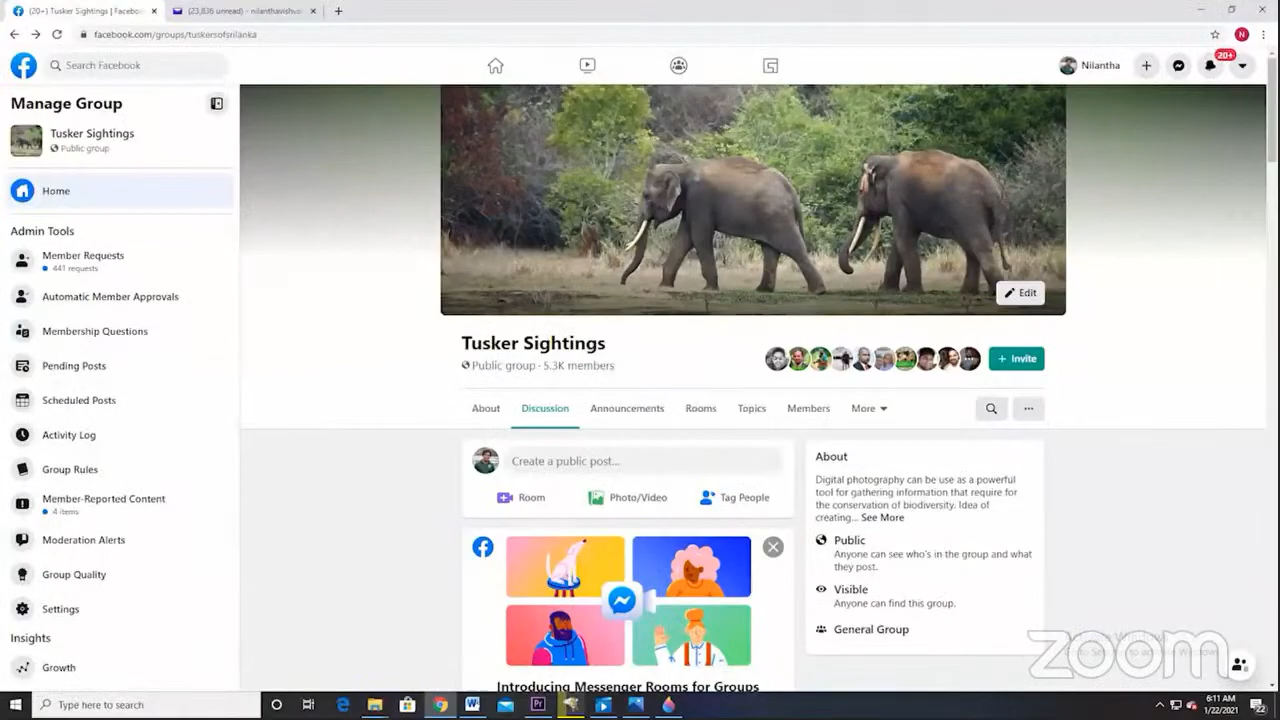 (20+) Tusker Sightings | Facebo
(23,836 unread) - nilanthavishu
facebook.com/groups/tuskersofsrilanka
Search Facebook
Nilantha
20+
Manage Group
Tusker Sightings
Public group
Home
Admin Tools
Member Requests
441 requests
Automatic Member Approvals
Membership Questions
Pending Posts
Scheduled Posts
Activity Log
Group Rules
Member-Reported Content
4 items
Moderation Alerts
Group Quality
Settings
Insights
Growth
Edit
Tusker Sightings
Public group · 5.3K members
+ Invite
About
Discussion
Announcements
Rooms
Topics
Members
More
Create a public post...
Room
Photo/Video
Tag People
Introducing Messenger Rooms for Groups
About
Digital photography can be use as a powerful
tool for gathering information that require for
the conservation of biodiversity. Idea of
creating... See More
Public
Anyone can see who's in the group and what
they post.
Visible
Anyone can find this group.
General Group
zoom
Type here to search
6:11 AM
1/22/2021
22